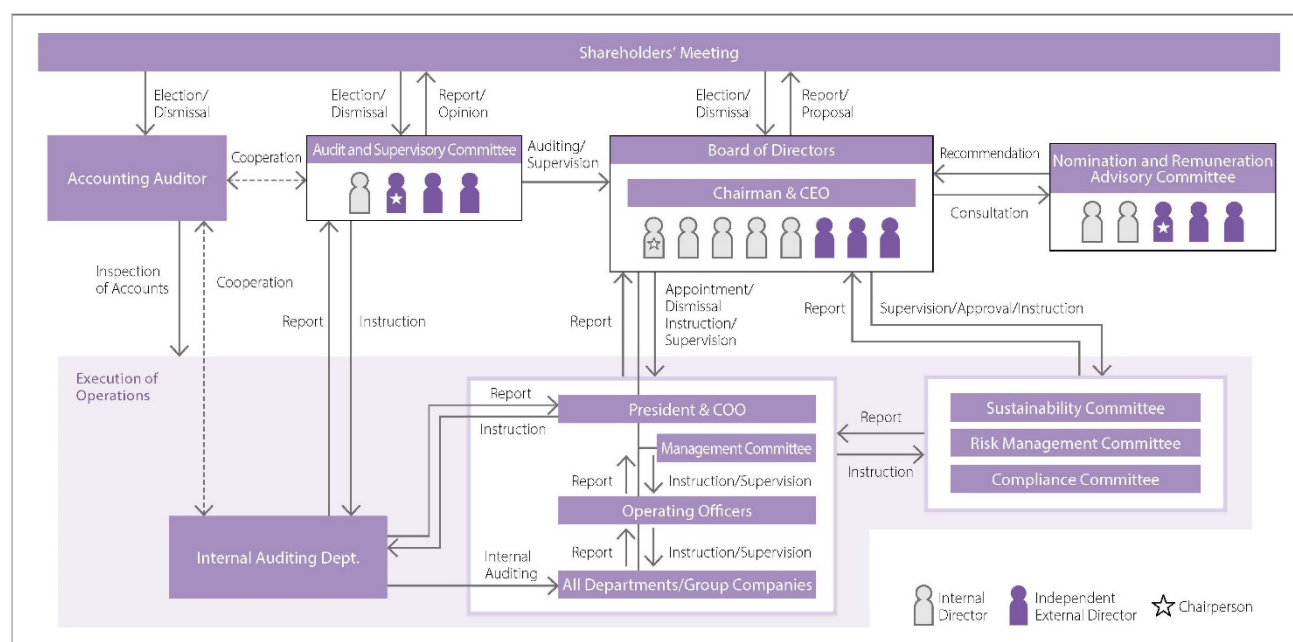 Shareholders' Meeting
Election/
Dismissal
Election/
Dismissal
Report/
Opinion
Election/
Dismissal
Report/
Proposal
Accounting Auditor
Cooperation
Audit and Supervisory Committee
Auditing/
Supervision
Board of Directors
Chairman & CEO
Recommendation
Consultation
Nomination and Remuneration
Advisory Committee
Inspection
of Accounts
Cooperation
Report
Instruction
Report
Appointment/
Dismissal
Instruction/
Supervision
Report
Supervision/Approval/Instruction
Execution of
Operations
Report
Instruction
President & COO
Management Committee
Report
Instruction/Supervision
Operating Officers
Report
Instruction/Supervision
All Departments/Group Companies
Internal Auditing Dept.
Internal
Auditing
Report
Instruction
Sustainability Committee
Risk Management Committee
Compliance Committee
Internal
Director
Independent
External Director
Chairperson